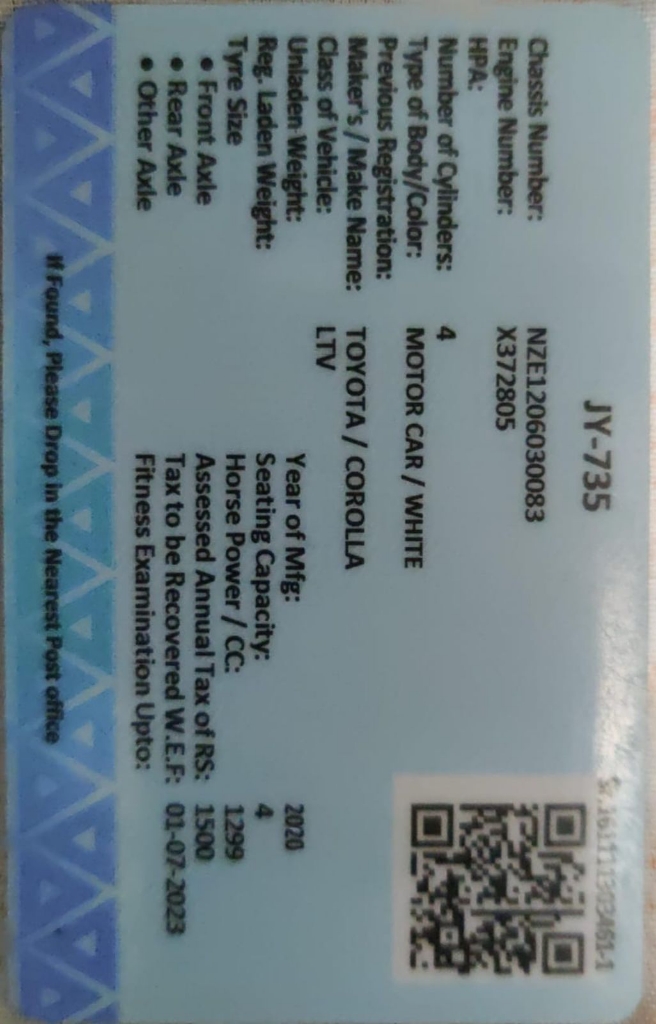 JY-735
Chassis Number: NZE1206030083
Engine Number: X372805
HPA:
Number of Cylinders: 4
Type of Body/Color: MOTOR CAR / WHITE
Previous Registration:
Maker's / Make Name: TOYOTA / COROLLA
Class of Vehicle: LTV
Unladen Weight: Year of Mfg: 2020
Reg. Laden Weight: Seating Capacity: 4
Tyre Size Horse Power / CC: 1299
• Front Axle Assessed Annual Tax of RS: 1500
• Rear Axle Tax to be Recovered W.E.F: 01-07-2023
• Other Axle Fitness Examination Upto:
If Found, Please Drop in the Nearest Post office